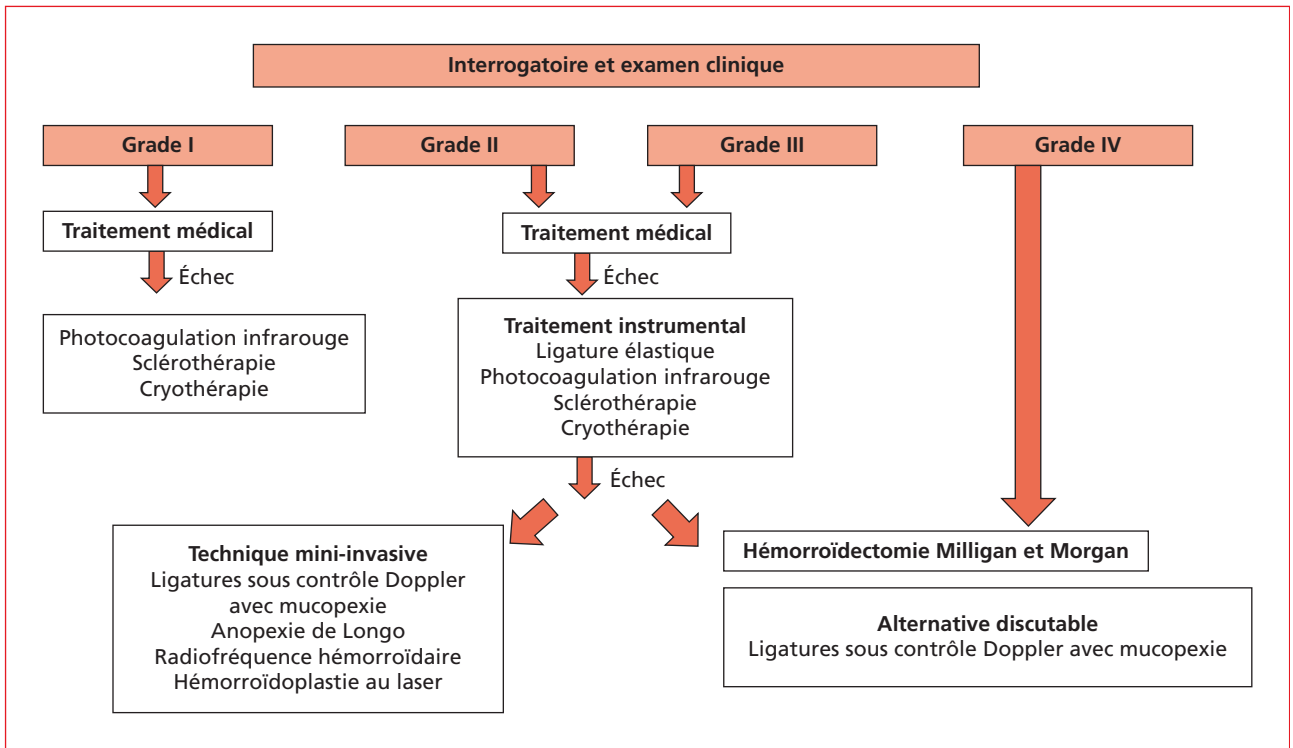 Interrogatoire et examen clinique
Grade I
Grade II
Grade III
Grade IV
Traitement médical
Échec
Photocoagulation infrarouge
Sclérothérapie
Cryothérapie
Traitement médical
Échec
Traitement instrumental
Ligature élastique
Photocoagulation infrarouge
Sclérothérapie
Cryothérapie
Échec
Technique mini-invasive
Ligatures sous contrôle Doppler
avec mucopexie
Anopexie de Longo
Radiofréquence hémorroïdaire
Hémorroïdoplastie au laser
Hémorroïdectomie Milligan et Morgan
Alternative discutable
Ligatures sous contrôle Doppler avec mucopexie